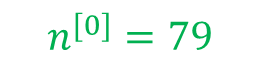 n^[0] = 79